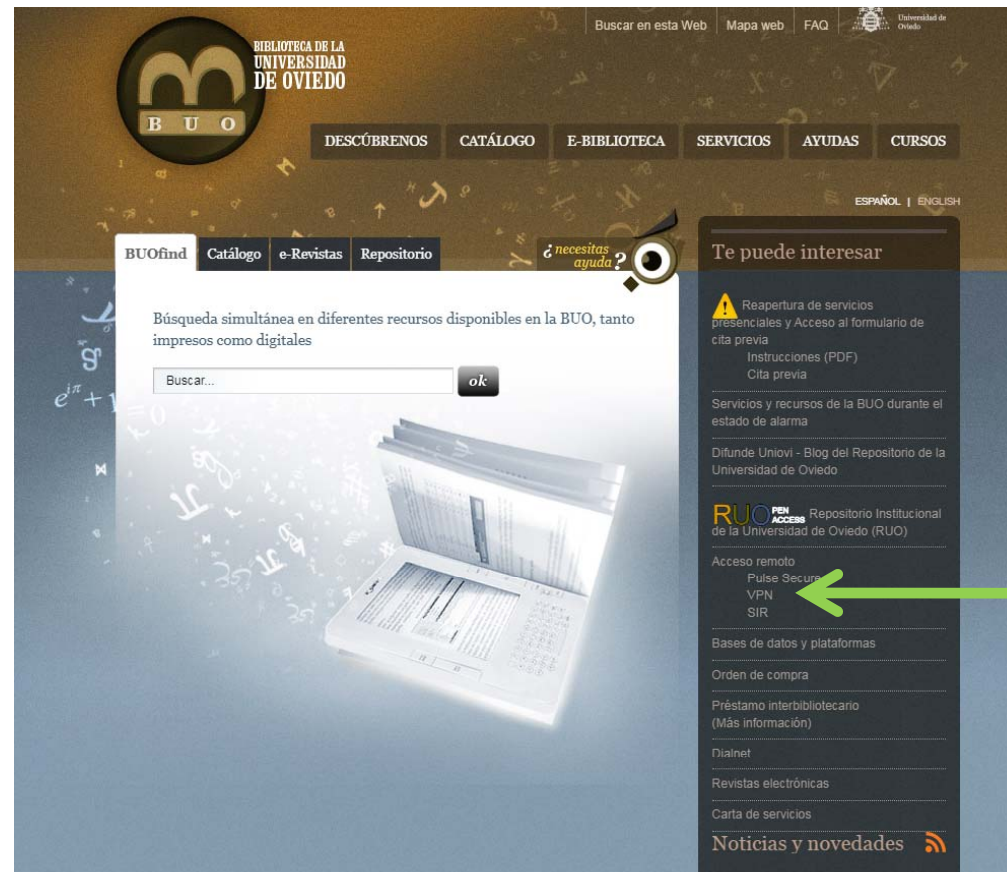 Buscar en esta Web Mapa web FAQ Universidad de Oviedo
BIBLIOTECA DE LA
UNIVERSIDAD
DE OVIEDO
BUO
DESCÚBRENOS CATÁLOGO E-BIBLIOTECA SERVICIOS AYUDAS CURSOS
ESPAÑOL | ENGLISH
BUOfind Catálogo e-Revistas Repositorio
¿necesitas
ayuda?
Búsqueda simultánea en diferentes recursos disponibles en la BUO, tanto
impresos como digitales
Buscar... ok
e^iπ + 1 = 0
Te puede interesar
Reapertura de servicios
presenciales y Acceso al formulario de
cita previa
Instrucciones (PDF)
Cita previa
Servicios y recursos de la BUO durante el
estado de alarma
Difunde Uniovi - Blog del Repositorio de la
Universidad de Oviedo
RUO OPEN ACCESS Repositorio Institucional
de la Universidad de Oviedo (RUO)
Acceso remoto
Pulse Secure
VPN
SIR
Bases de datos y plataformas
Orden de compra
Préstamo interbibliotecario
(Más información)
Dialnet
Revistas electrónicas
Carta de servicios
Noticias y novedades